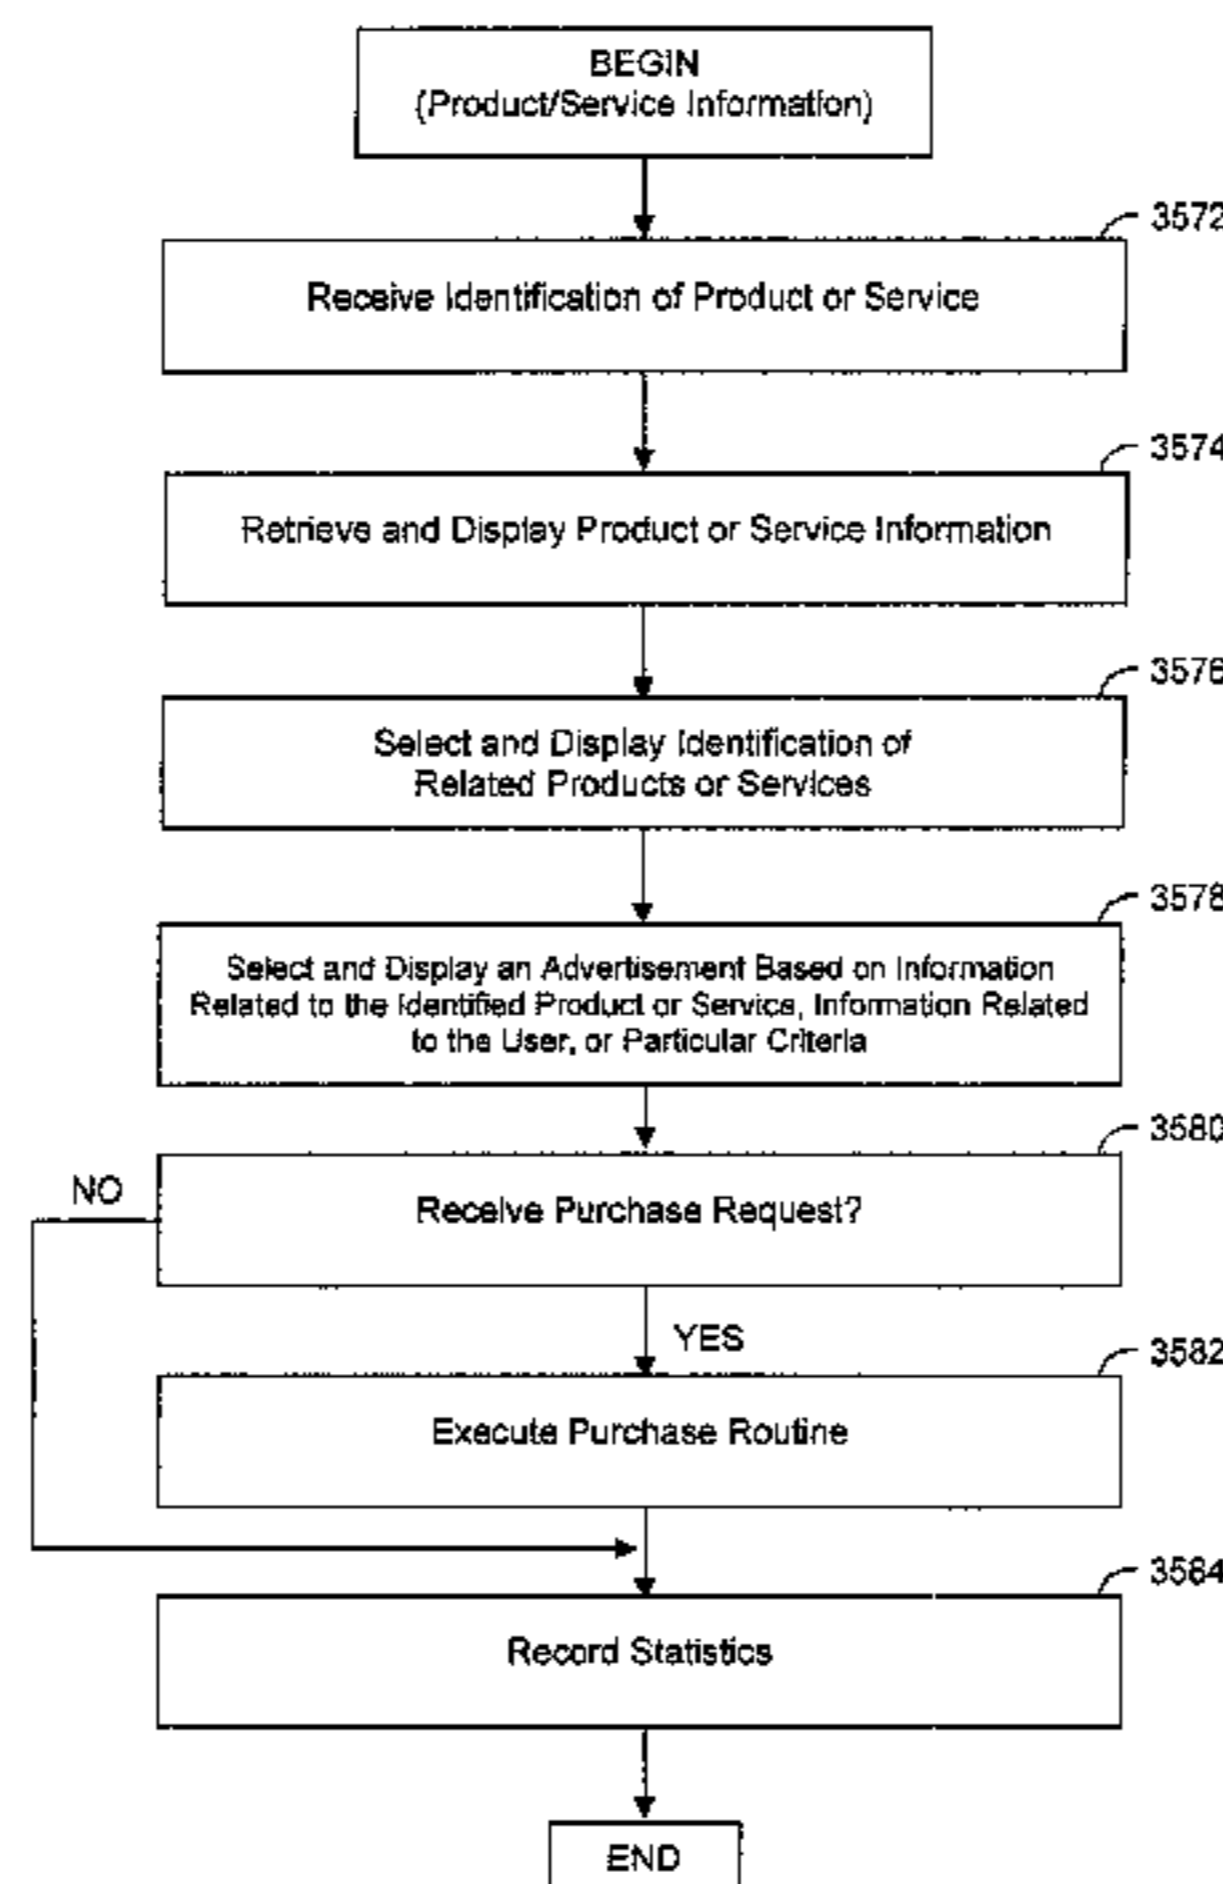 BEGIN
(Product/Service Information)
3572
Receive Identification of Product or Service
3574
Retrieve and Display Product or Service Information
3576
Select and Display Identification of
Related Products or Services
3578
Select and Display an Advertisement Based on Information
Related to the Identified Product or Service, Information Related
to the User, or Particular Criteria
3580
NO
Receive Purchase Request?
YES
3582
Execute Purchase Routine
3584
Record Statistics
END